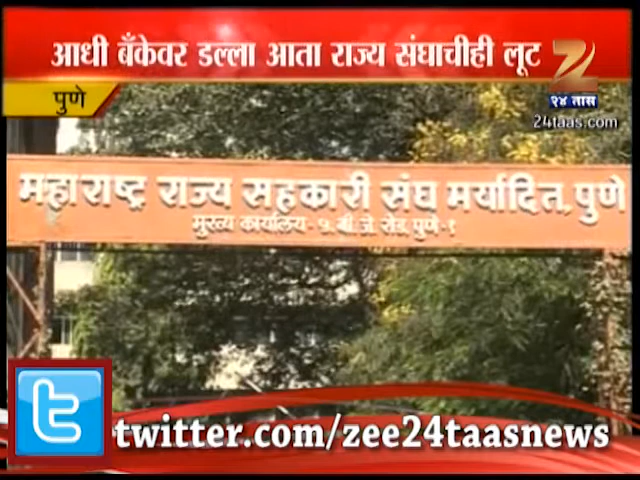 आधी बँकेवर डल्ला आता राज्य संघाचीही लूट
२४ तास
पुणे
24taas.com
महाराष्ट्र राज्य सहकारी संघ मर्यादित, पुणे
मुख्य कार्यालय - ५, बी. जे. रोड, पुणे - १
twitter.com/zee24taasnews